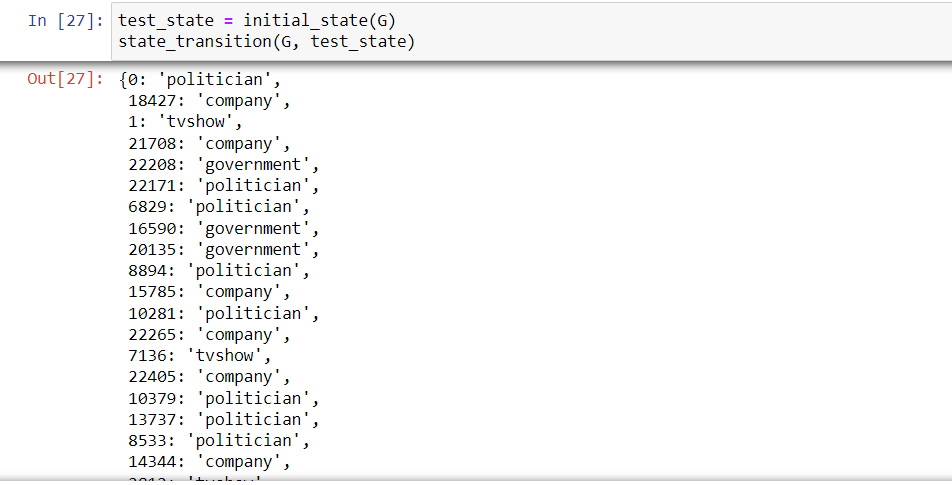 In [27]: test_state = initial_state(G)
state_transition(G, test_state)
Out[27]: {0: 'politician',
18427: 'company',
1: 'tvshow',
21708: 'company',
22208: 'government',
22171: 'politician',
6829: 'politician',
16590: 'government',
20135: 'government',
8894: 'politician',
15785: 'company',
10281: 'politician',
22265: 'company',
7136: 'tvshow',
22405: 'company',
10379: 'politician',
13737: 'politician',
8533: 'politician',
14344: 'company',